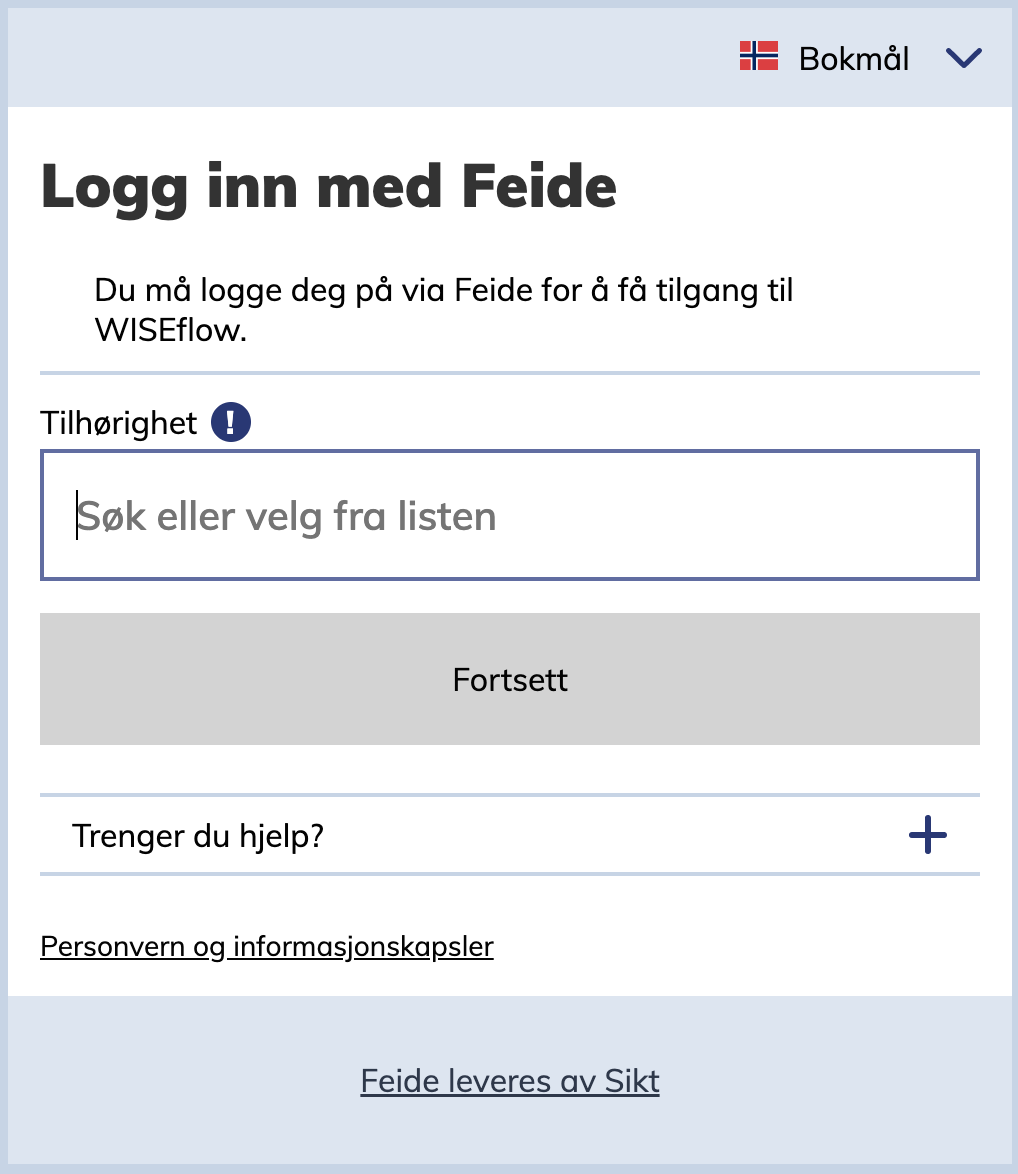 Bokmål
Logg inn med Feide
Du må logge deg på via Feide for å få tilgang til
WISEflow.
Tilhørighet !
Søk eller velg fra listen
Fortsett
Trenger du hjelp?
Personvern og informasjonskapsler
Feide leveres av Sikt